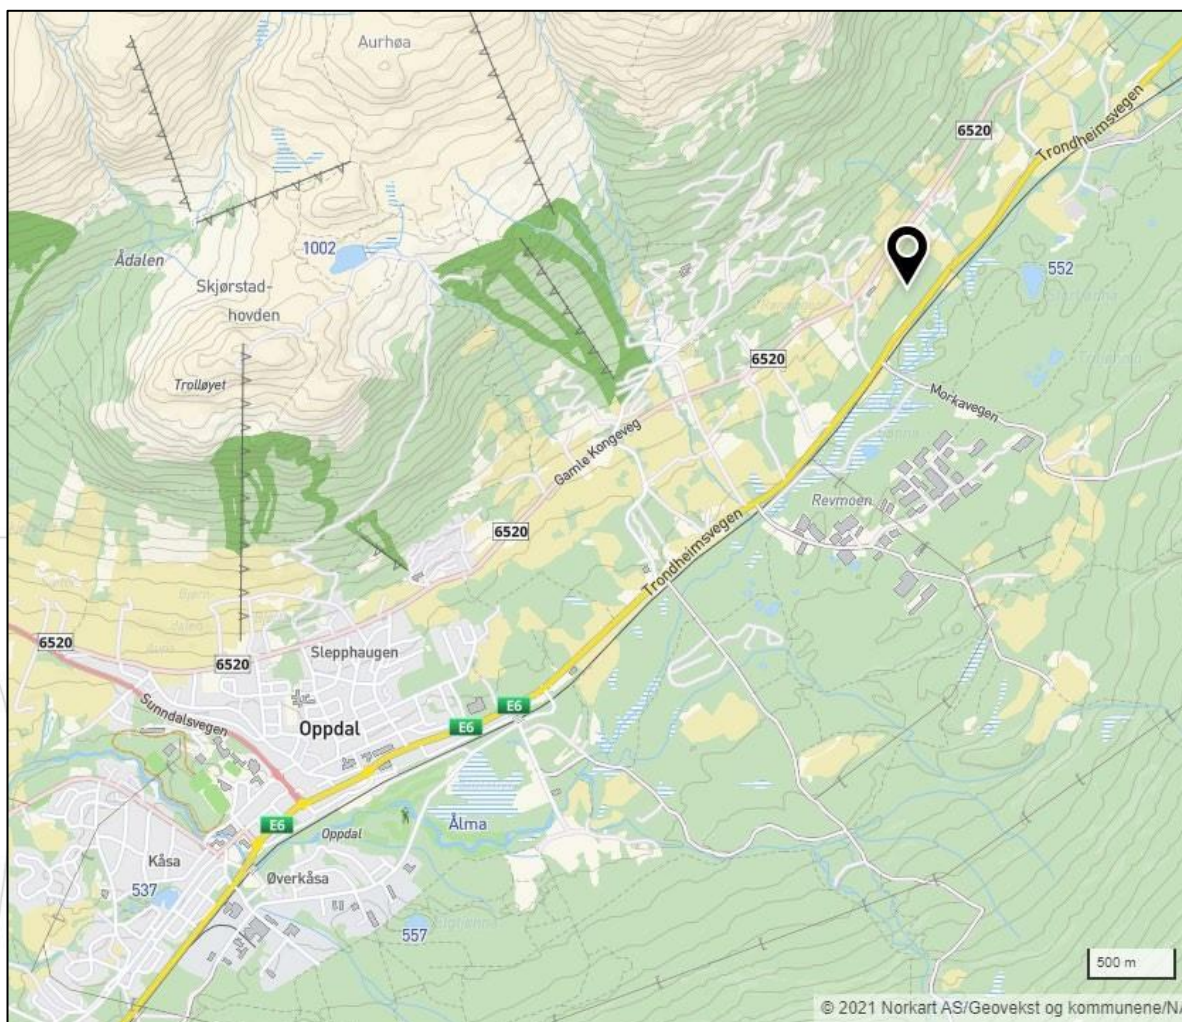 Aurhøa
6520
Trondheimsvegen
Ådalen
1002
552
Skjørstad-
hovden
6520
Trolløyet
Morkavegen
Gamle Kongeveg
Revmoen
6520
Trondheimsvegen
6520
6520
Slepphaugen
Sunndalsvegen
E6
E6
Oppdal
E6
Oppdal
Ålma
Kåsa
Øverkåsa
537
557
500 m
© 2021 Norkart AS/Geovekst og kommunene/NA